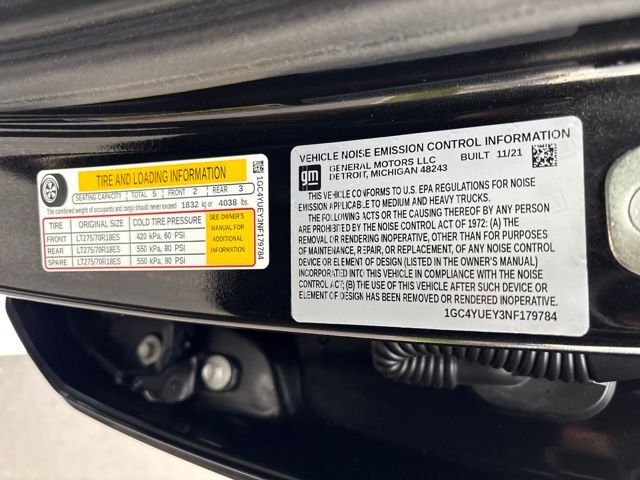 TIRE AND LOADING INFORMATION
SEATING CAPACITY TOTAL 5 FRONT 2 REAR 3
The combined weight of occupants and cargo should never exceed 1832 kg or 4038 lbs.
TIRE ORIGINAL SIZE COLD TIRE PRESSURE
FRONT LT275/70R18ES 420 kPa, 60 PSI
REAR LT275/70R18ES 550 kPa, 80 PSI
SPARE LT275/70R18ES 550 kPa, 80 PSI
SEE OWNER'S
MANUAL FOR
ADDITIONAL
INFORMATION
1GC4YUEY3NF179784
VEHICLE NOISE EMISSION CONTROL INFORMATION
gm
GENERAL MOTORS LLC BUILT 11/21
DETROIT, MICHIGAN 48243
THIS VEHICLE CONFORMS TO U.S. EPA REGULATIONS FOR NOISE
EMISSION APPLICABLE TO MEDIUM AND HEAVY TRUCKS.
THE FOLLOWING ACTS OR THE CAUSING THEREOF BY ANY PERSON
ARE PROHIBITED BY THE NOISE CONTROL ACT OF 1972: (A) THE
REMOVAL OR RENDERING INOPERATIVE, OTHER THAN FOR PURPOSES
OF MAINTENANCE, REPAIR, OR REPLACEMENT, OF ANY NOISE CONTROL
DEVICE OR ELEMENT OF DESIGN (LISTED IN THE OWNER'S MANUAL)
INCORPORATED INTO THIS VEHICLE IN COMPLIANCE WITH THE NOISE
CONTROL ACT; (B) THE USE OF THIS VEHICLE AFTER SUCH DEVICE OR
ELEMENT OF DESIGN HAS BEEN REMOVED OR RENDERED INOPERATIVE.
1GC4YUEY3NF179784